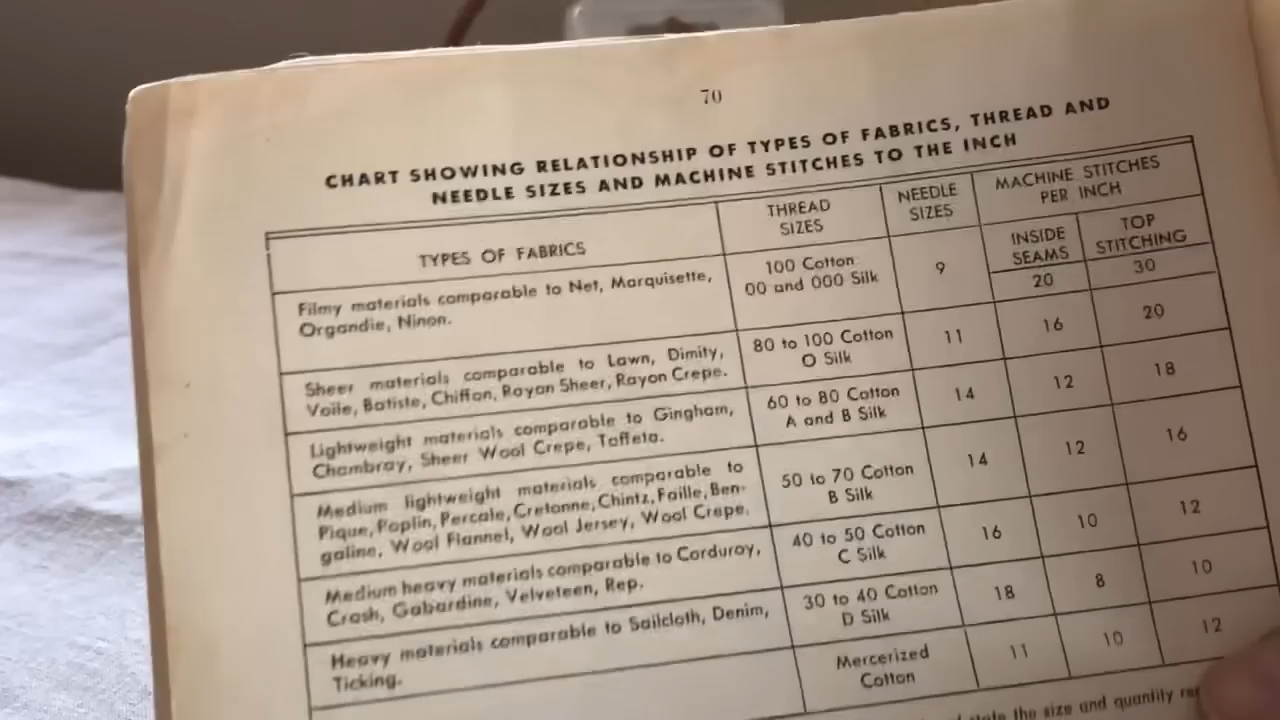 70
CHART SHOWING RELATIONSHIP OF TYPES OF FABRICS, THREAD AND
NEEDLE SIZES AND MACHINE STITCHES TO THE INCH
TYPES OF FABRICS
THREAD
SIZES
NEEDLE
SIZES
MACHINE STITCHES
PER INCH
INSIDE
SEAMS
TOP
STITCHING
Filmy materials comparable to Net, Marquisette,
Organdie, Ninon.
100 Cotton
00 and 000 Silk
9
20
30
Sheer materials comparable to Lawn, Dimity,
Voile, Batiste, Chiffon, Rayon Sheer, Rayon Crepe.
80 to 100 Cotton
O Silk
11
16
20
Lightweight materials comparable to Gingham,
Chambray, Sheer Wool Crepe, Taffeta.
60 to 80 Cotton
A and B Silk
14
12
18
Medium lightweight materials comparable to
Pique, Poplin, Percale, Cretonne, Chintz, Faille, Ben-
galine, Wool Flannel, Wool Jersey, Wool Crepe.
50 to 70 Cotton
B Silk
14
12
16
Medium heavy materials comparable to Corduroy,
Crash, Gabardine, Velveteen, Rep.
40 to 50 Cotton
C Silk
16
10
12
Heavy materials comparable to Sailcloth, Denim,
Ticking.
30 to 40 Cotton
D Silk
18
8
10
Mercerized
Cotton
11
10
12
state the size and quantity